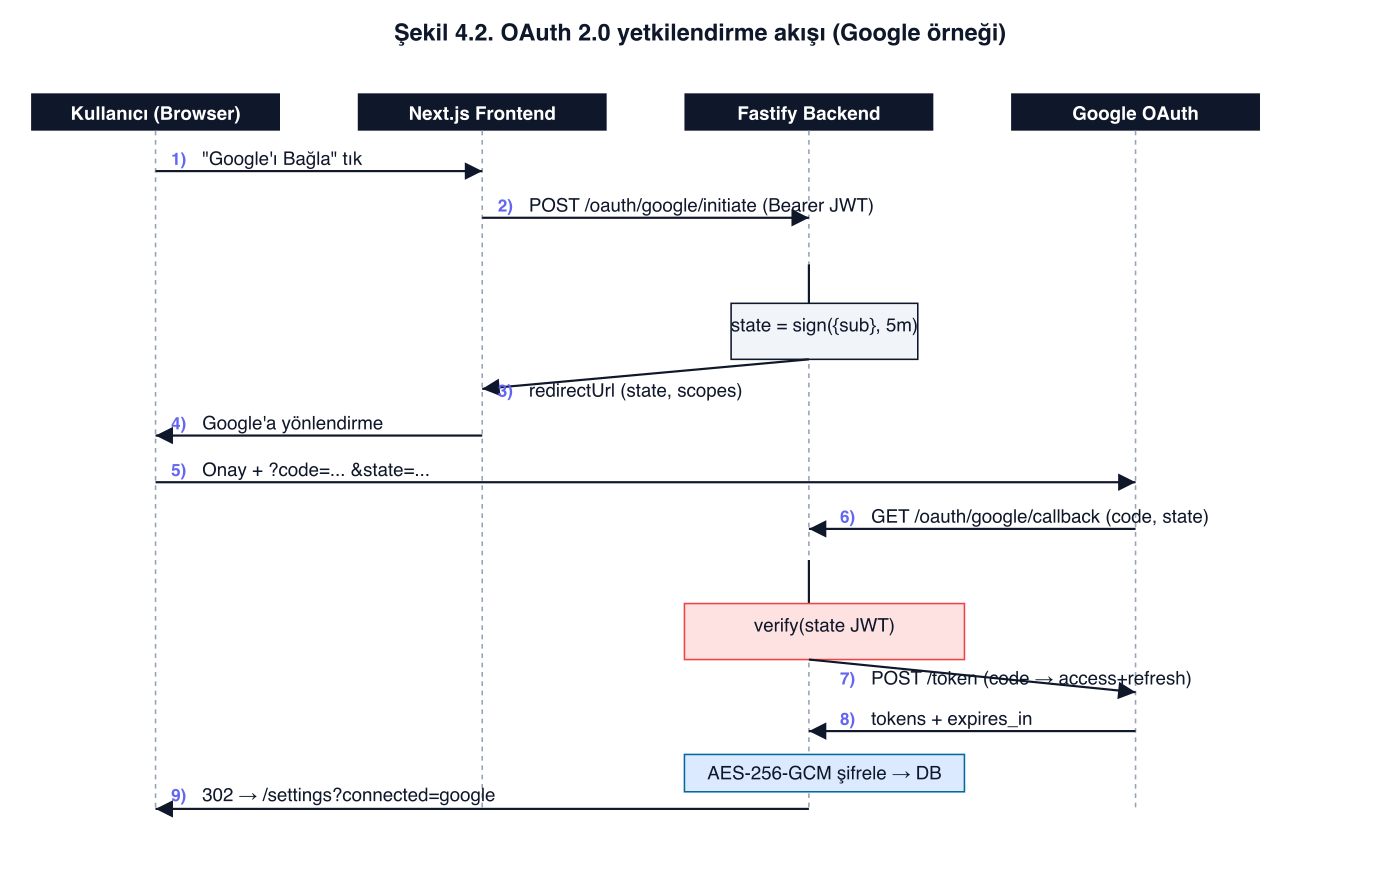 Şekil 4.2. OAuth 2.0 yetkilendirme akışı (Google örneği)
Kullanıcı (Browser)
Next.js Frontend
Fastify Backend
Google OAuth
1) "Google'ı Bağla" tık
2) POST /oauth/google/initiate (Bearer JWT)
state = sign({sub}, 5m)
3) redirectUrl (state, scopes)
4) Google'a yönlendirme
5) Onay + ?code=... &state=...
6) GET /oauth/google/callback (code, state)
verify(state JWT)
7) POST /token (code → access+refresh)
8) tokens + expires_in
AES-256-GCM şifrele → DB
9) 302 → /settings?connected=google